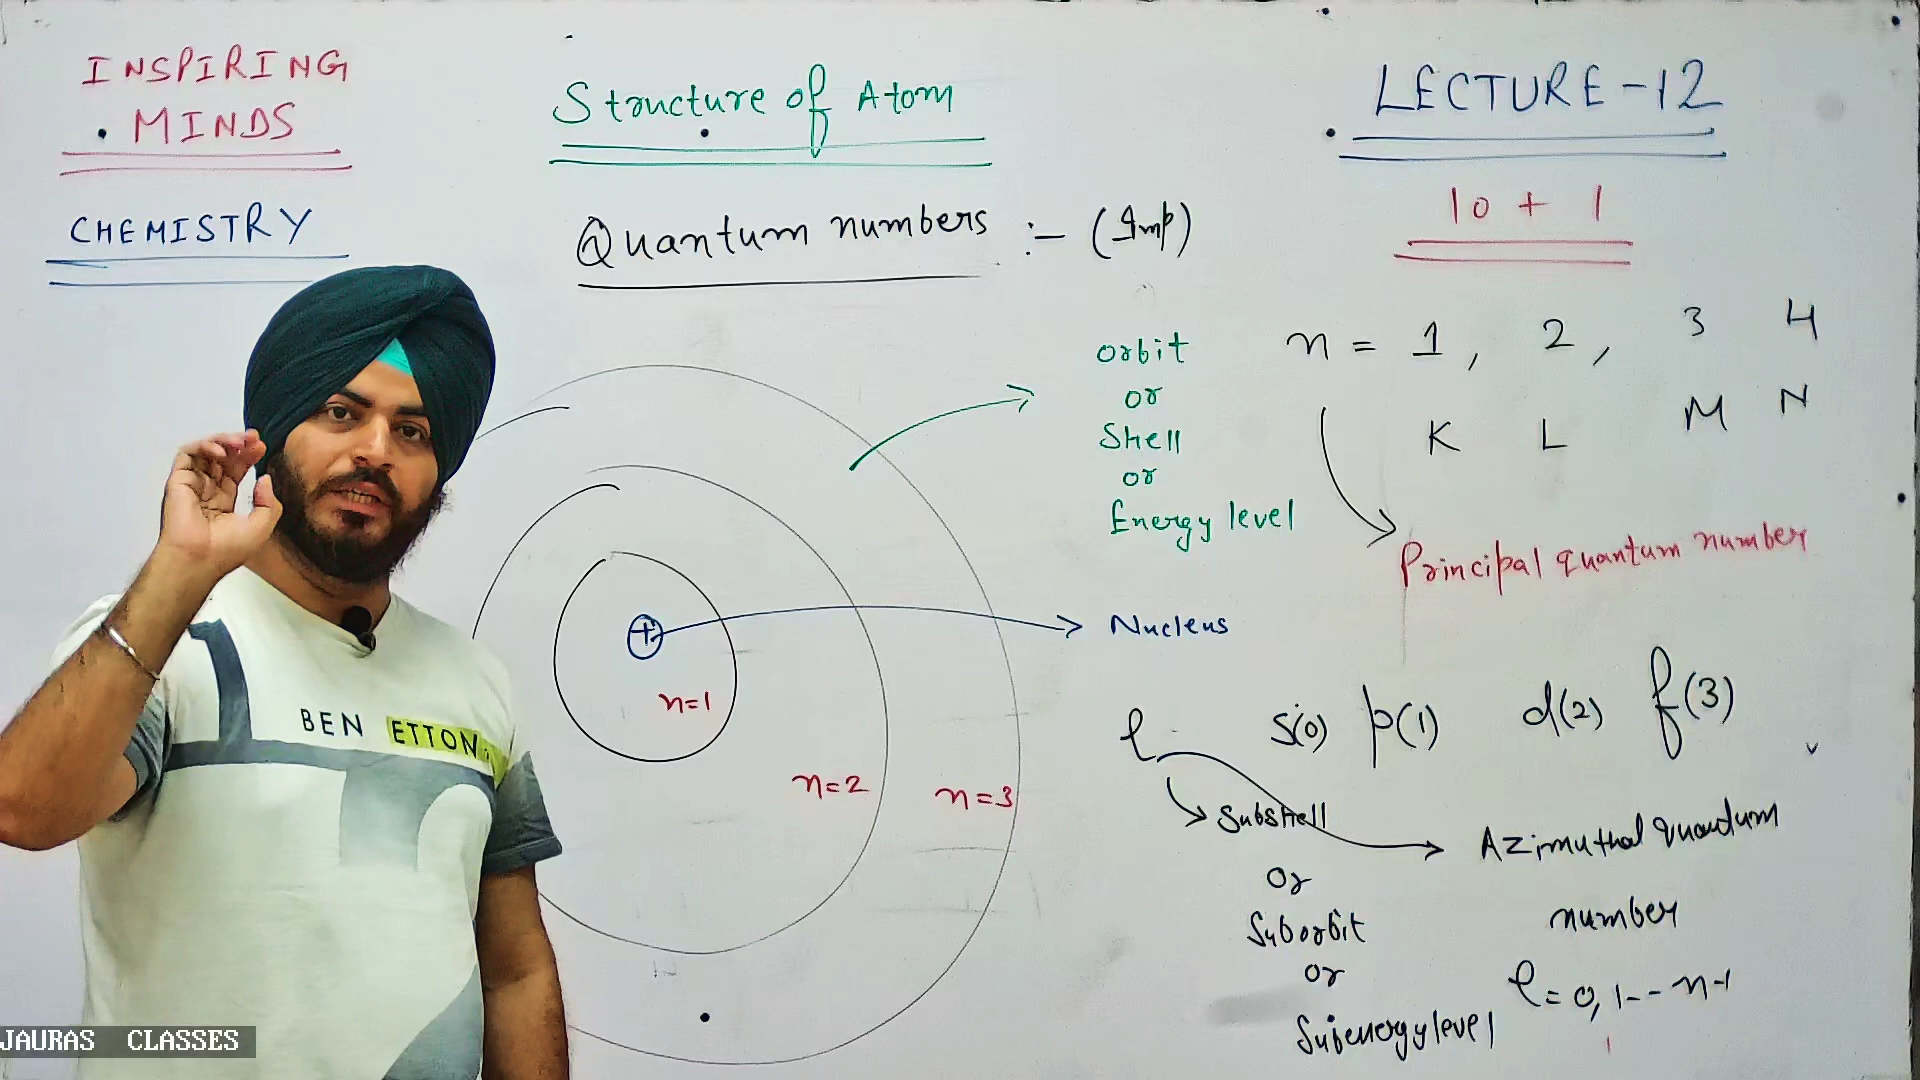 INSPIRING
MINDS
CHEMISTRY
Structure of Atom
Quantum numbers :- (Imp)
LECTURE-12
10 + 1
orbit
or
Shell
or
Energy level
n = 1, 2, 3 4
K L M N
Principal quantum number
Nucleus
n=1
n=2
n=3
l s(0) p(1) d(2) f(3)
Substell
Or
Suborbit
or
Subenergy level
Azimuthal quantum
number
l=0,1--n-1
BEN ETTON.
JAURAS CLASSES